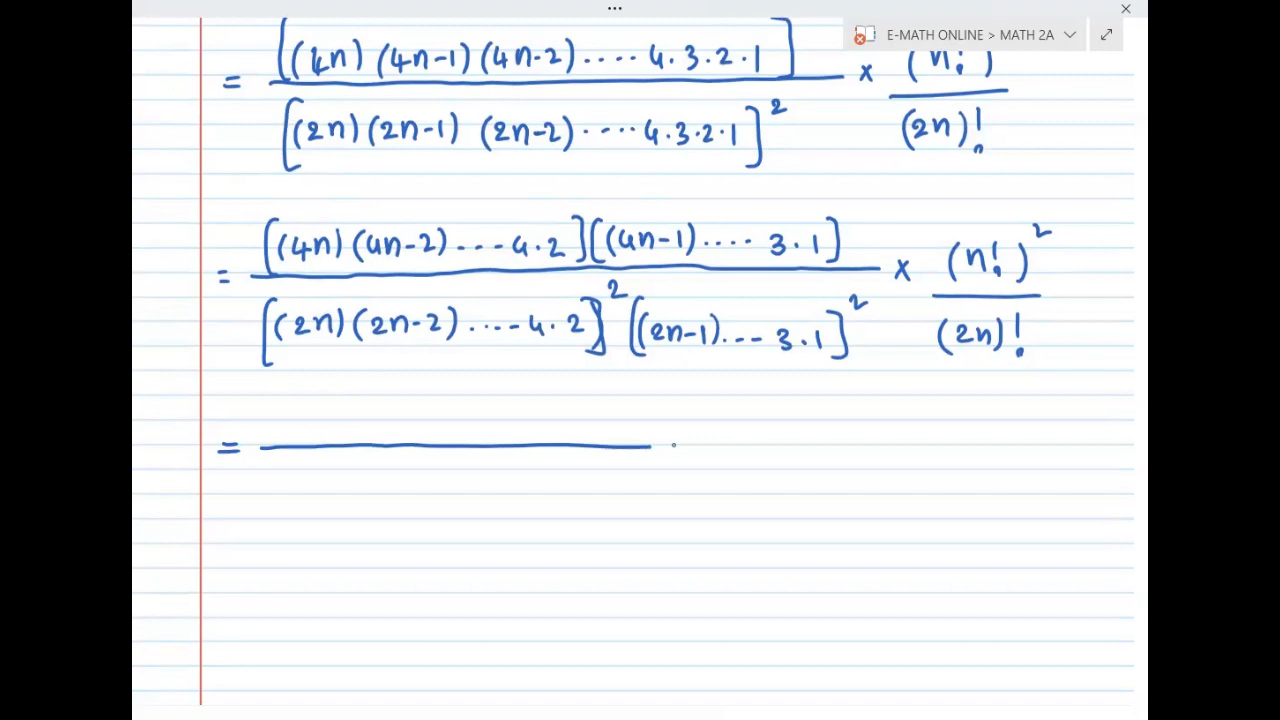 E-MATH ONLINE > MATH 2A
= [(4n) (4n-1) (4n-2) .... 4.3.2.1] / [(2n) (2n-1) (2n-2) ..... 4.3.2.1]^2 × (n!) / (2n)!
= [(4n) (4n-2) ... 4.2] [(4n-1) .... 3.1] / [(2n) (2n-2) ..... 4.2]^2 [(2n-1) .... 3.1]^2 × (n!)^2 / (2n)!
=